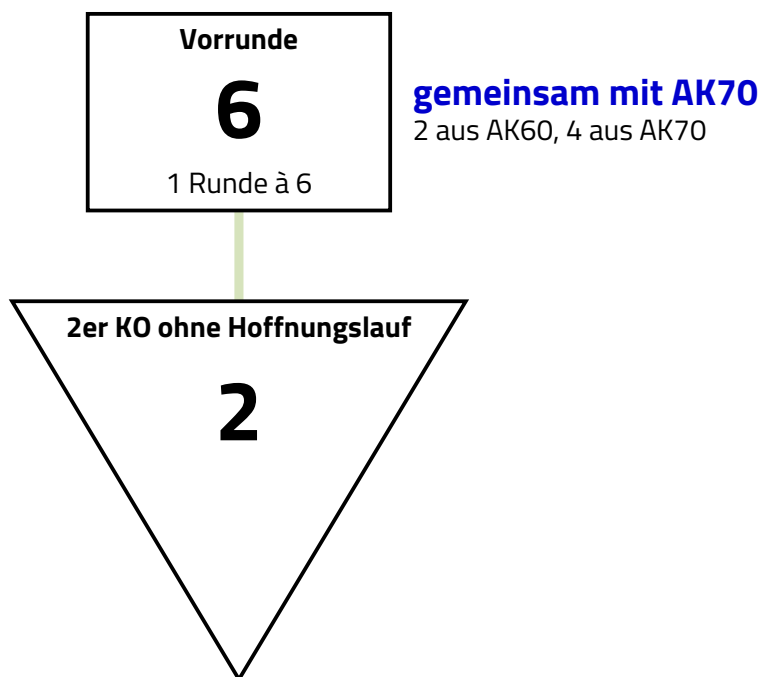 Vorrunde
6
1 Runde à 6
gemeinsam mit AK70
2 aus AK60, 4 aus AK70
2er KO ohne Hoffnungslauf
2